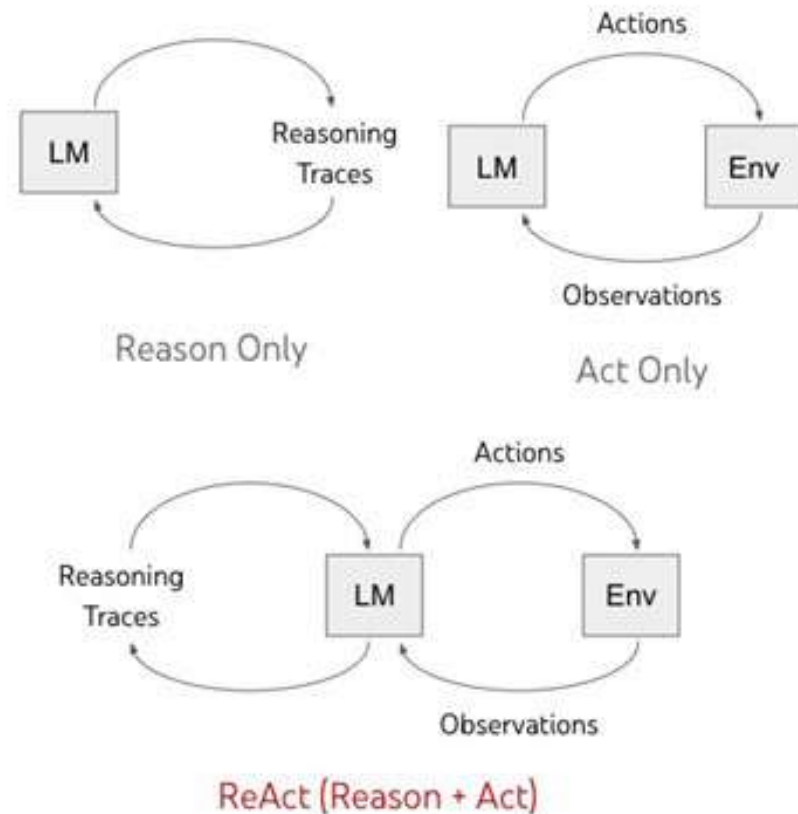 LM
Reasoning
Traces
Reason Only
Actions
LM
Env
Observations
Act Only
Reasoning
Traces
LM
Actions
Env
Observations
ReAct (Reason + Act)